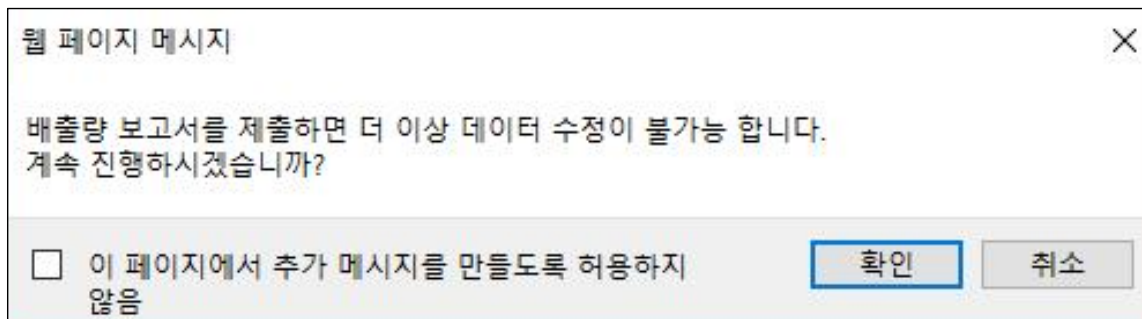 웹 페이지 메시지
배출량 보고서를 제출하면 더 이상 데이터 수정이 불가능 합니다.
계속 진행하시겠습니까?
이 페이지에서 추가 메시지를 만들도록 허용하지
않음
확인
취소